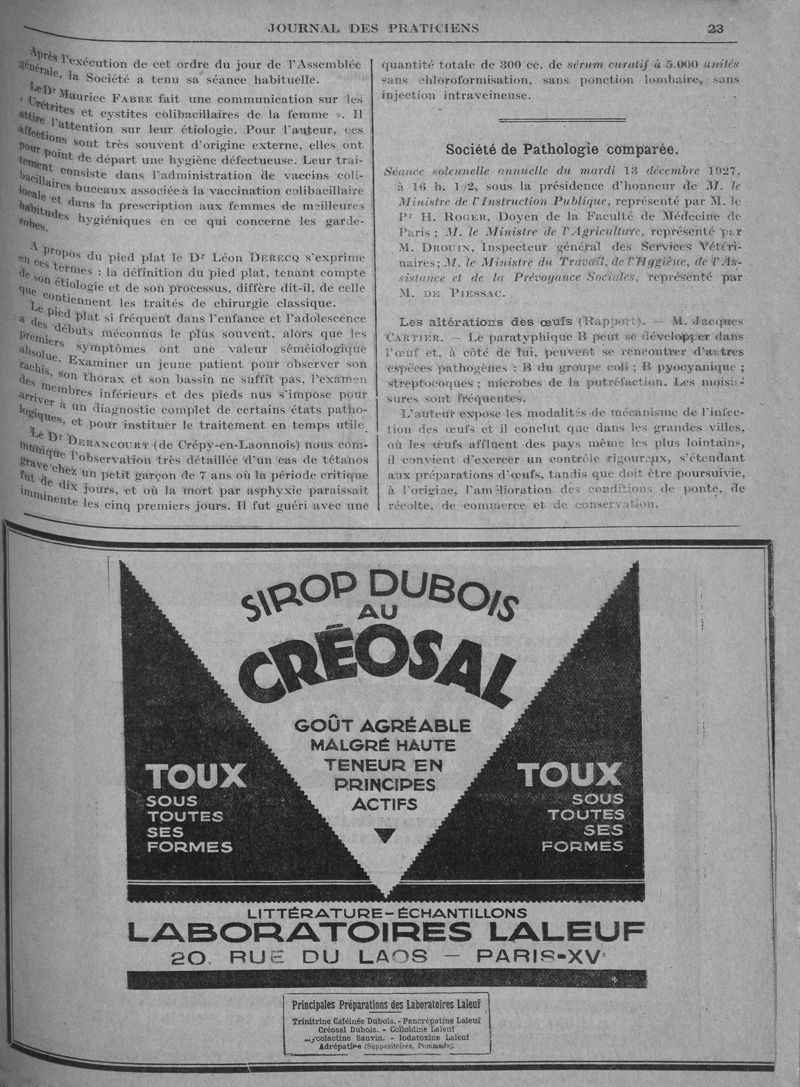 JOURNAL DES PRATICIENS 23
Après l'exécution de cet ordre du jour de l'Assemblée
générale, la Société a tenu sa séance habituelle.
Le Dr Maurice FABRE fait une communication sur les
« Urétrites et cystites colibacillaires de la femme ». Il
attire l'attention sur leur étiologie. Pour l'auteur, ces
affections sont très souvent d'origine externe, elles ont
pour point de départ une hygiène défectueuse. Leur trai-
tement consiste dans l'administration de vaccins coli-
bacillaires buccaux associée à la vaccination colibacillaire
locale et dans la prescription aux femmes de meilleures
habitudes hygiéniques en ce qui concerne les garde-
robes.
A propos du pied plat le Dr Léon DERECQ s'exprime
en ces termes : la définition du pied plat, tenant compte
de son étiologie et de son processus, diffère dit-il, de celle
que contiennent les traités de chirurgie classique.
Le pied plat si fréquent dans l'enfance et l'adolescence
a des débuts méconnus le plus souvent, alors que les
premiers symptômes ont une valeur séméiologique
absolue. Examiner un jeune patient pour observer son
rachis, son thorax et son bassin ne suffit pas, l'examen
des membres inférieurs et des pieds nus s'impose pour
arriver à un diagnostic complet de certains états patho-
logiques, et pour instituer le traitement en temps utile.
Le Dr DERANCOURT (de Crépy-en-Laonnois) nous com-
munique l'observation très détaillée d'un cas de tétanos
grave chez un petit garçon de 7 ans où la période critique
fut de dix jours, et où la mort par asphyxie paraissait
imminente les cinq premiers jours. Il fut guéri avec une
quantité totale de 300 cc. de sérum curatif à 5.000 unités
sans chloroformisation, sans ponction lombaire, sans
injection intraveineuse.
Société de Pathologie comparée.
Séance solennelle annuelle du mardi 13 décembre 1927,
à 16 h. 1/2, sous la présidence d'honneur de M. le
Ministre de l'Instruction Publique, représenté par M. le
Pr H. ROGER, Doyen de la Faculté de Médecine de
Paris ; M. le Ministre de l'Agriculture, représenté par
M. DROUIN, Inspecteur général des Services Vétéri-
naires ; M. le Ministre du Travail, de l'Hygiène, de l'As-
sistance et de la Prévoyance Sociales, représenté par
M. DE PIESSAC.
Les altérations des œufs (Rapport). — M. Jacques
CARTIER. — Le paratyphique B peut se développer dans
l'œuf et, à côté de lui, peuvent se rencontrer d'autres
espèces pathogènes : B du groupe coli ; B pyocyanique ;
streptocoques ; microbes de la putréfaction. Les moisis-
sures sont fréquentes.
L'auteur expose les modalités de mécanisme de l'infec-
tion des œufs et il conclut que dans les grandes villes,
où les œufs affluent des pays même les plus lointains,
il convient d'exercer un contrôle rigoureux, s'étendant
aux préparations d'œufs, tandis que doit être poursuivie,
à l'origine, l'amélioration des conditions de ponte, de
récolte, de commerce et de conservation.
SIROP DUBOIS
AU
CRÉOSAL
GOÛT AGRÉABLE
MALGRÉ HAUTE
TENEUR EN
PRINCIPES
ACTIFS
TOUX
SOUS
TOUTES
SES
FORMES
TOUX
SOUS
TOUTES
SES
FORMES
LITTÉRATURE-ÉCHANTILLONS
LABORATOIRES LALEUF
20, RUE DU LAOS — PARIS-XVe
Principales Préparations des Laboratoires Laleuf
Trinitrine Caféinée Dubois. - Pancrépatine Laleuf
Créosal Dubois. - Colloïdine Laleuf
colactine Sauvin. - Iodatoxine Laleuf
Adrépatine (Suppositoires, Pommade).